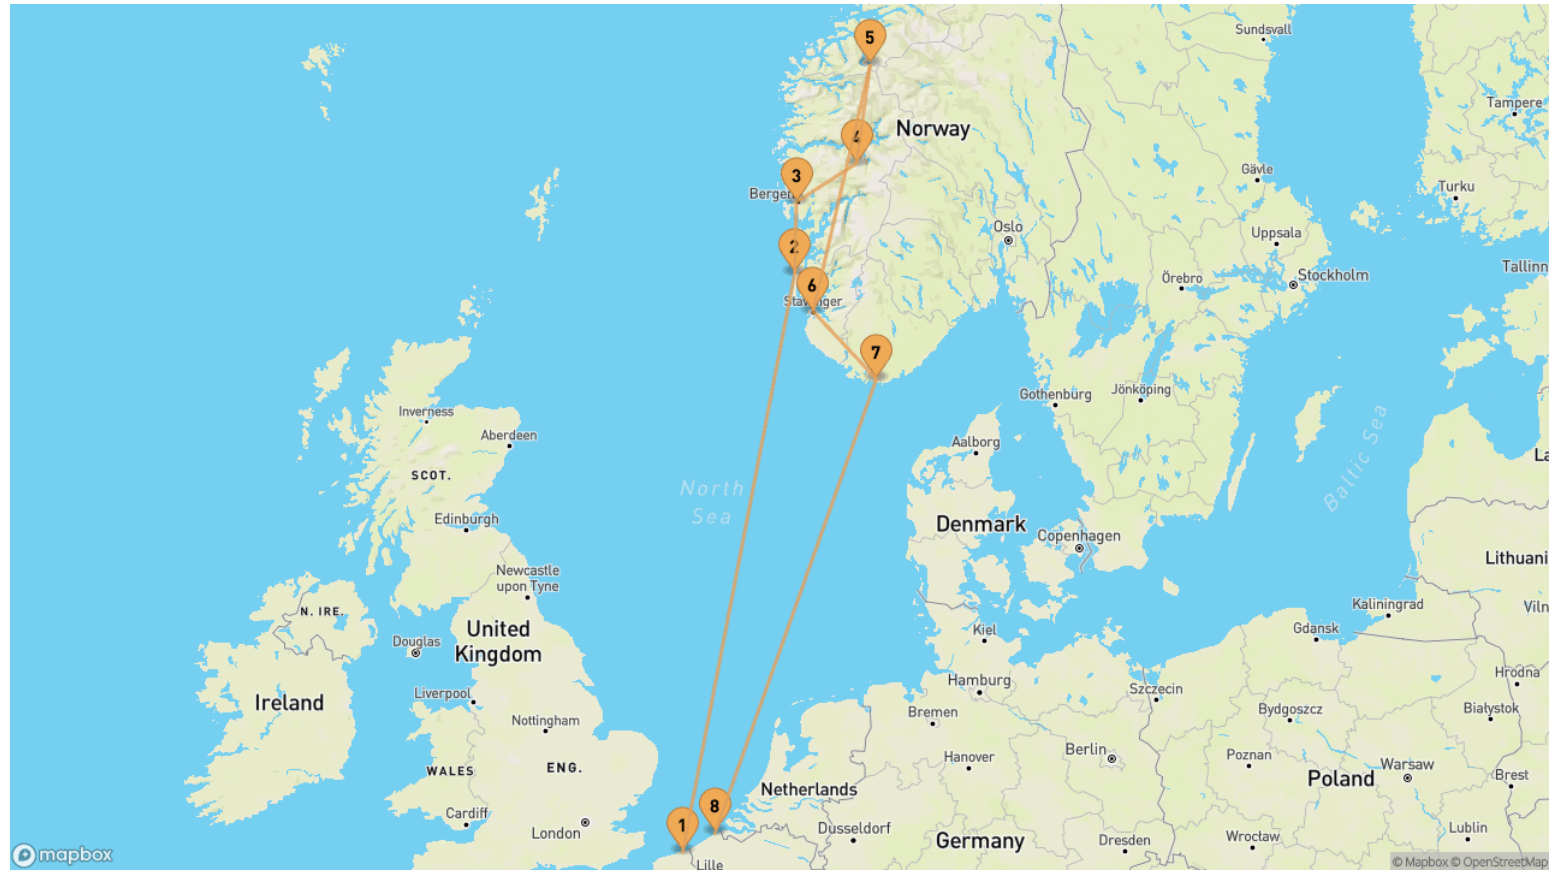 Sundsvall
5
Tampere
Norway
4
Gävle
3
Turku
Bergen
Oslo
Uppsala
2
Tallinn
Stockholm
Örebro
6
Stavanger
7
Jönköping
Gothenburg
Inverness
Aberdeen
Aalborg
SCOT.
North
Sea
Baltic Sea
Edinburgh
Denmark
Copenhagen
Lithuani
Newcastle
upon Tyne
Kaliningrad
Viln
N. IRE.
United
Kingdom
Douglas
Kiel
Gdansk
Hamburg
Szczecin
Hrodna
Liverpool
Ireland
Nottingham
Bremen
Bydgoszcz
Białystok
Hanover
Berlin
Poznan
Warsaw
WALES
ENG.
Netherlands
Poland
Brest
Cardiff
London
8
1
Dusseldorf
Germany
Dresden
Wrocław
Lublin
Lille
La
mapbox
© Mapbox © OpenStreetMap